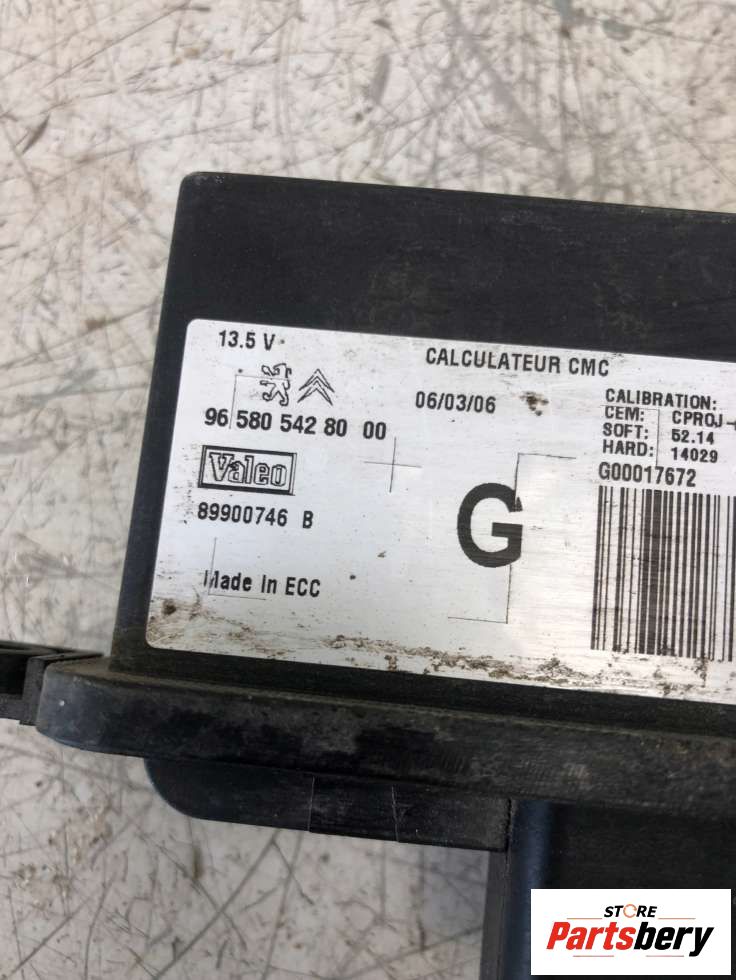 13.5 V
CALCULATEUR CMC
96 580 542 80 00
06/03/06
CALIBRATION:
CEM: CPROJ-
SOFT: 52.14
HARD: 14029
G00017672
Valeo
89900746 B
G
Made In ECC
STORE
Partsbery